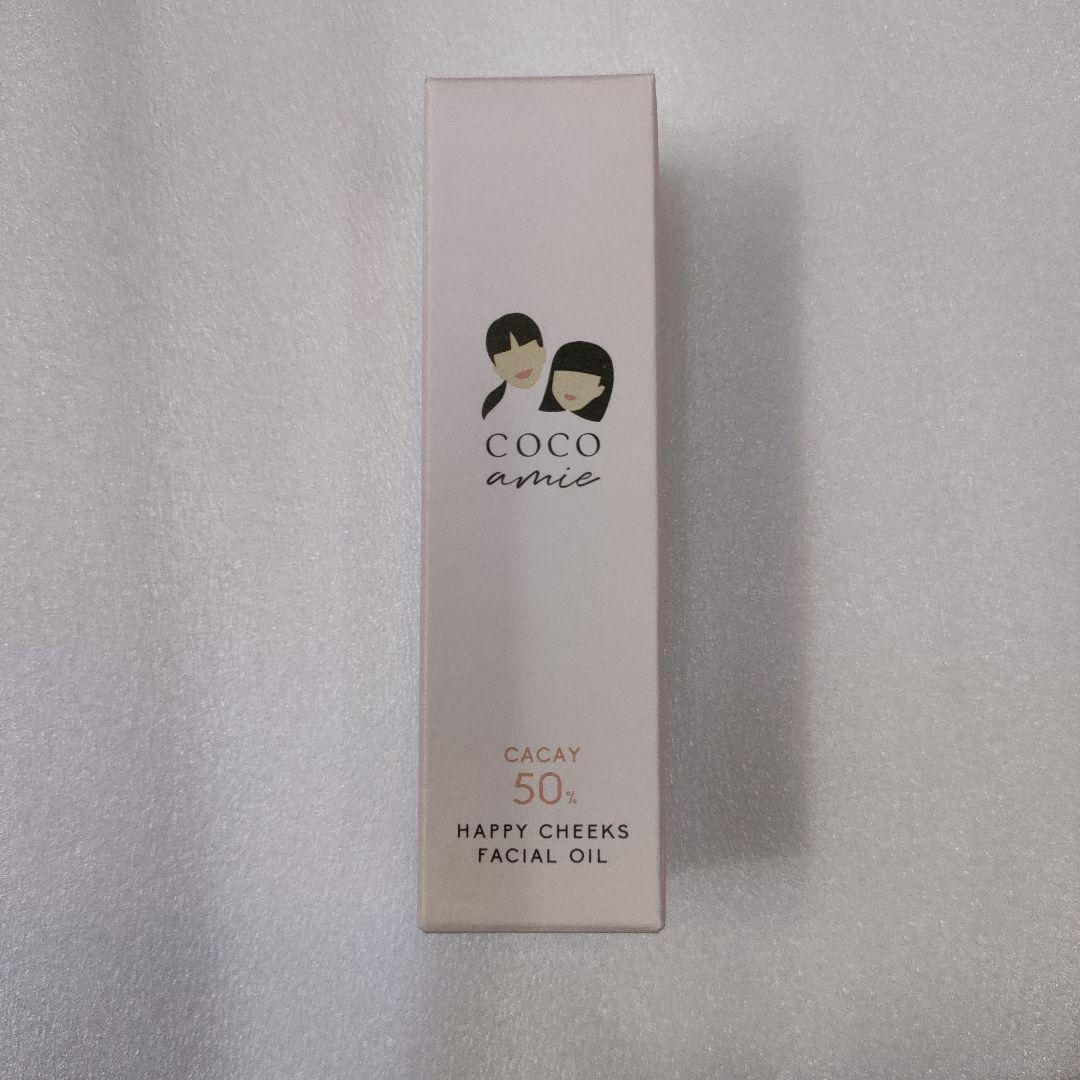 COCO
amie
CACAY
50%
HAPPY CHEEKS
FACIAL OIL